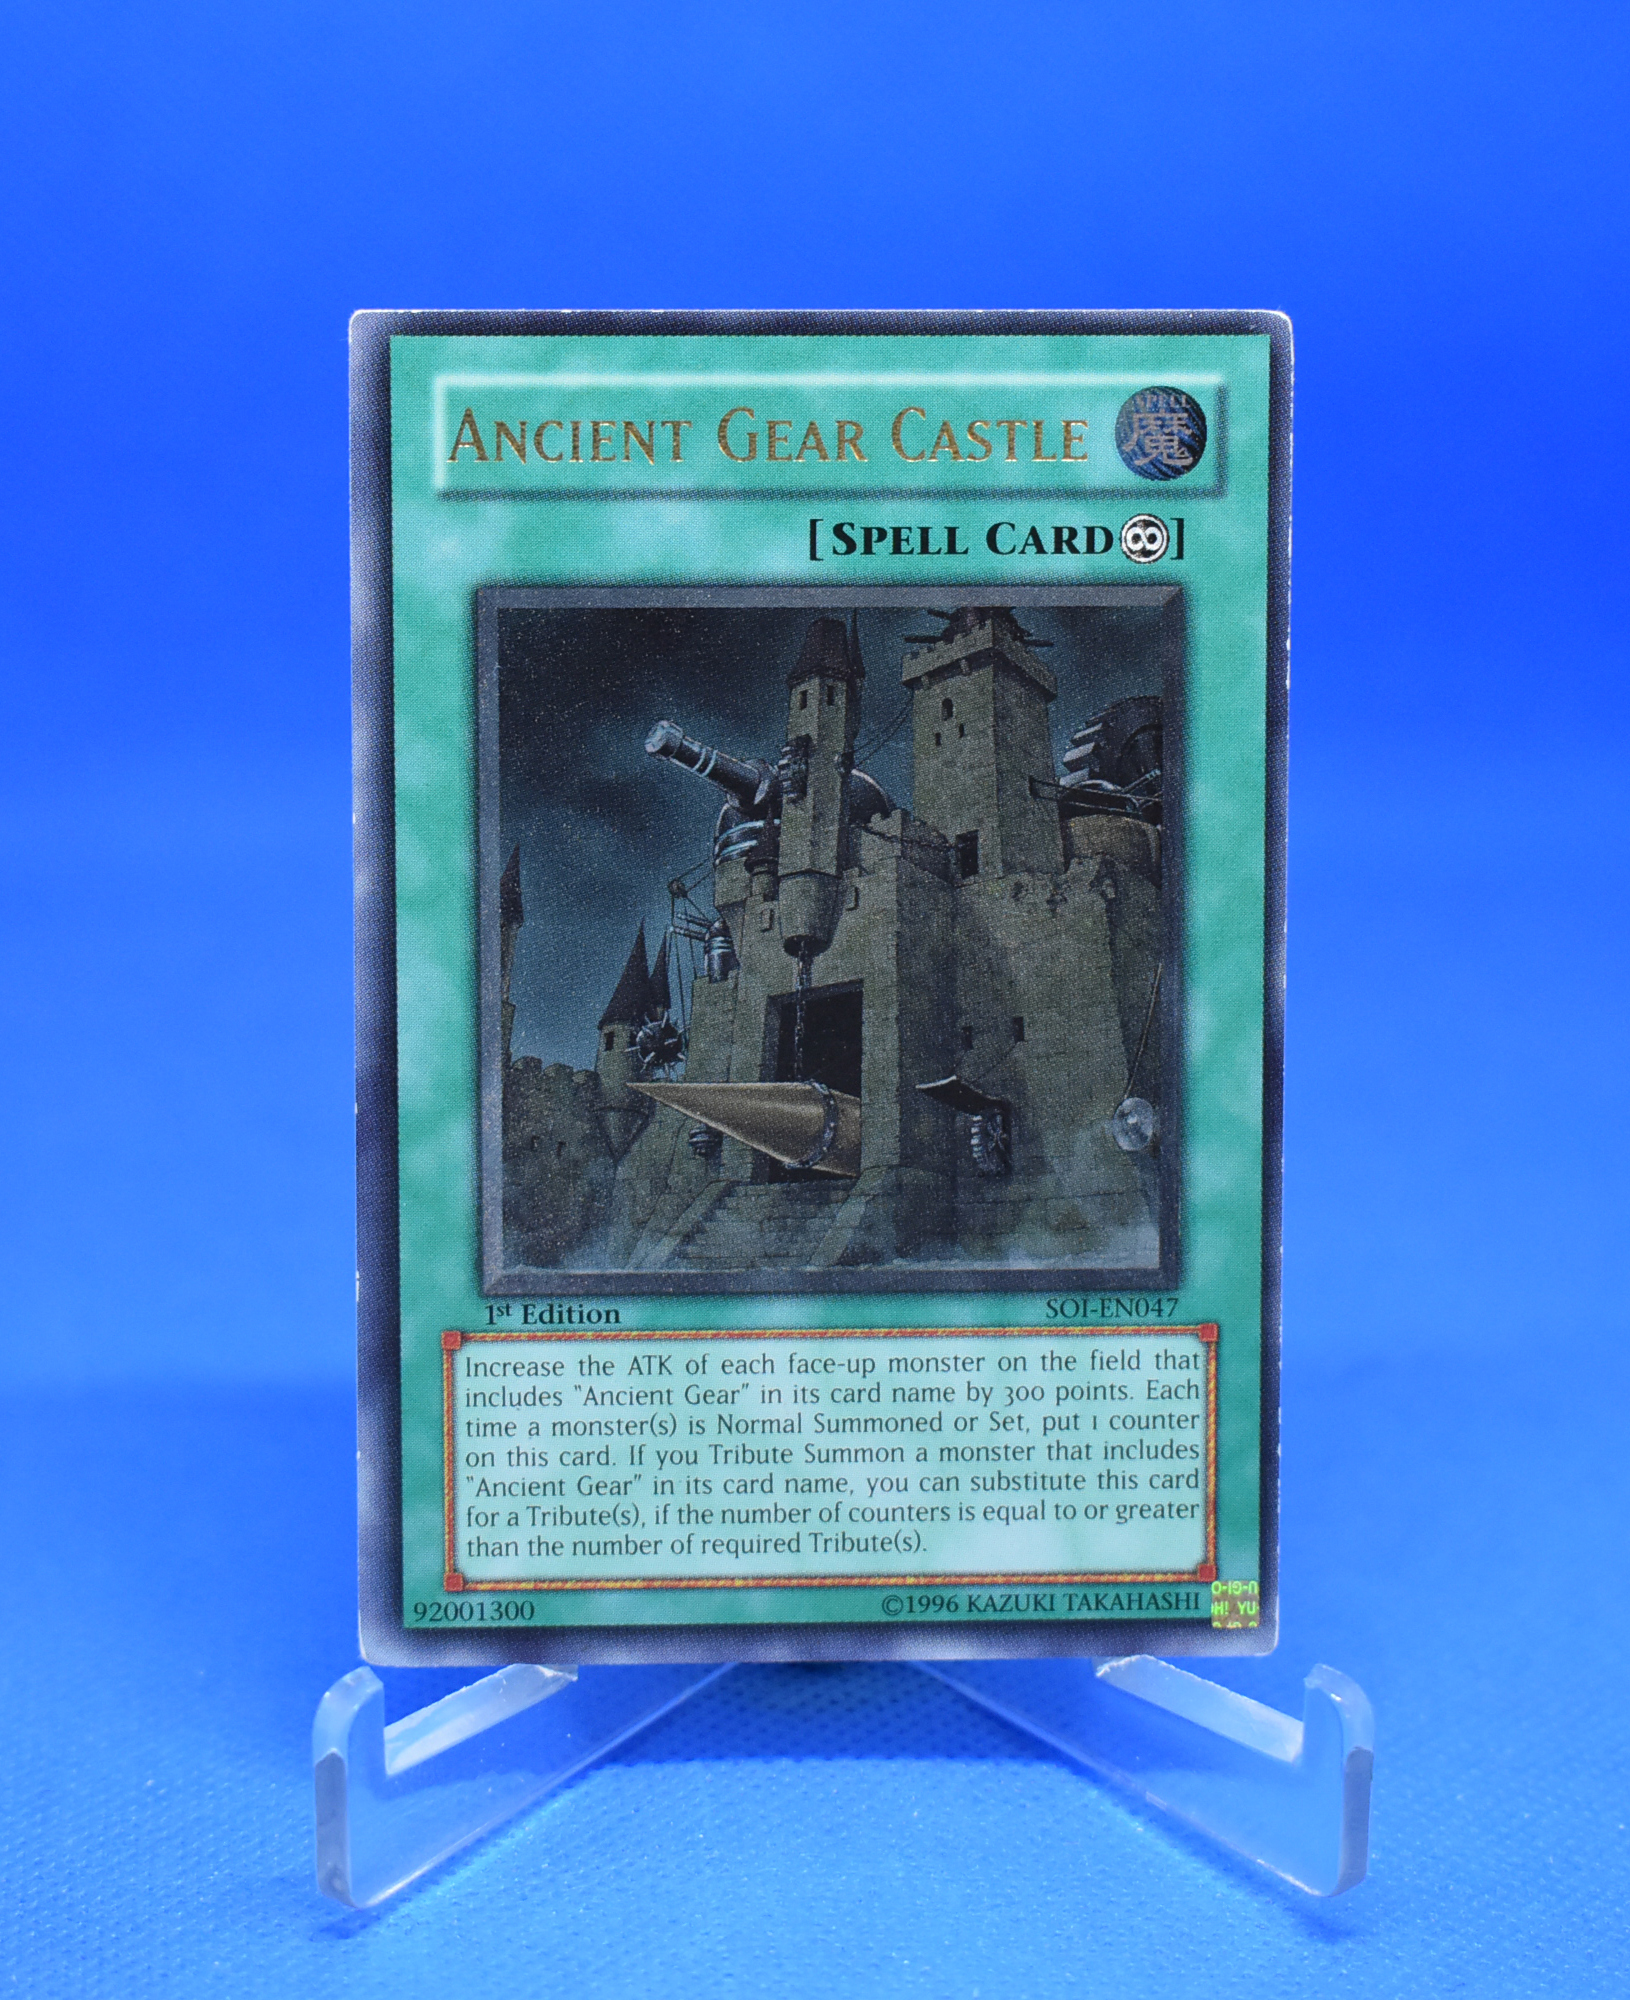 ANCIENT GEAR CASTLE
SPELL
魔
[SPELL CARD∞]
1st Edition
SOI-EN047
Increase the ATK of each face-up monster on the field that
includes "Ancient Gear" in its card name by 300 points. Each
time a monster(s) is Normal Summoned or Set, put 1 counter
on this card. If you Tribute Summon a monster that includes
"Ancient Gear" in its card name, you can substitute this card
for a Tribute(s), if the number of counters is equal to or greater
than the number of required Tribute(s).
92001300
©1996 KAZUKI TAKAHASHI
H! YU